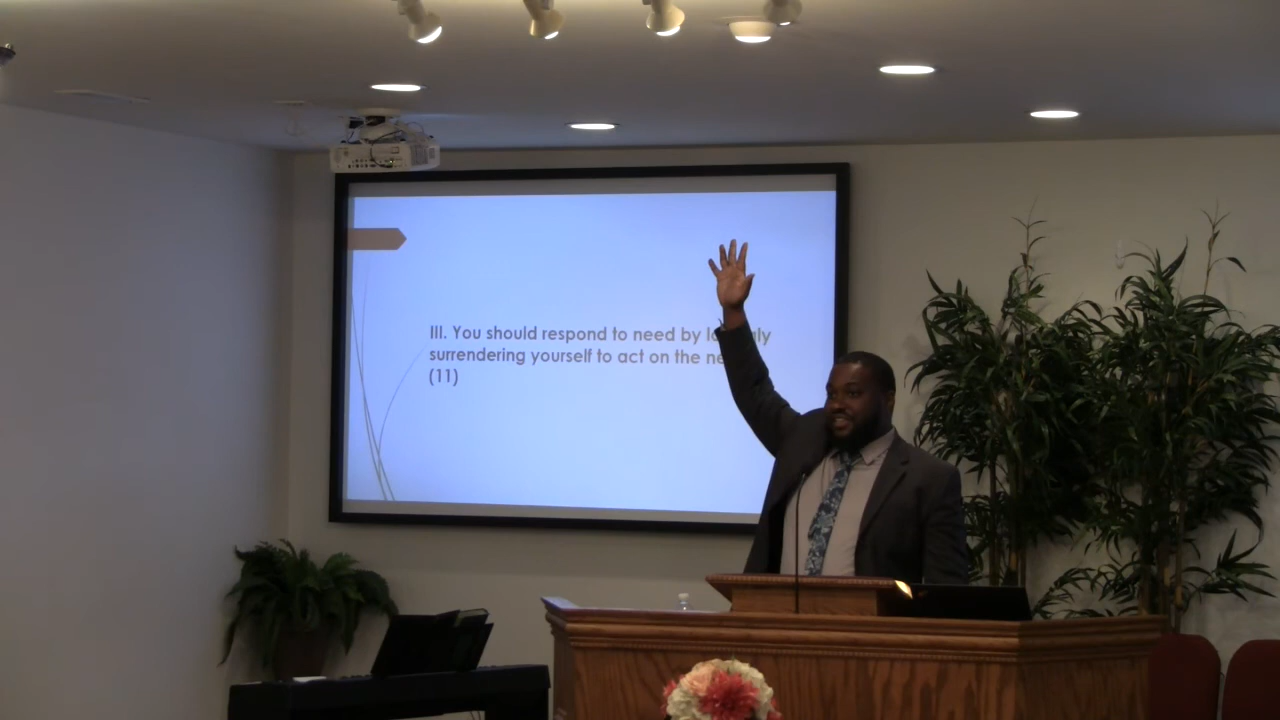 III. You should respond to need by
surrendering yourself to act on the
(11)